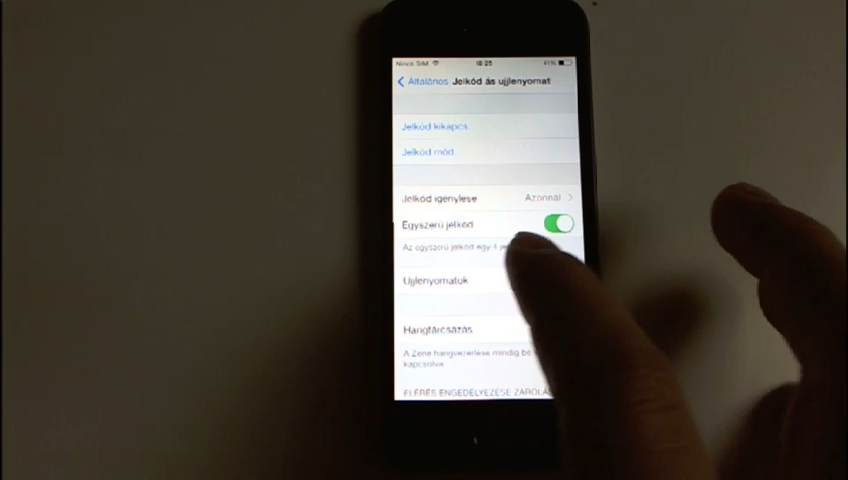 Nincs SIM 18:25 41%
Általános Jelkód és ujjlenyomat
Jelkód kikapcs.
Jelkód mód.
Jelkód igénylése Azonnal
Egyszerű jelkód
Az egyszerű jelkód egy 4
Ujjlenyomatok
Hangtárcsázás
A Zene hangvezérlése mindig be
kapcsolva.
ELÉRÉS ENGEDÉLYEZÉSE ZÁROLÁS